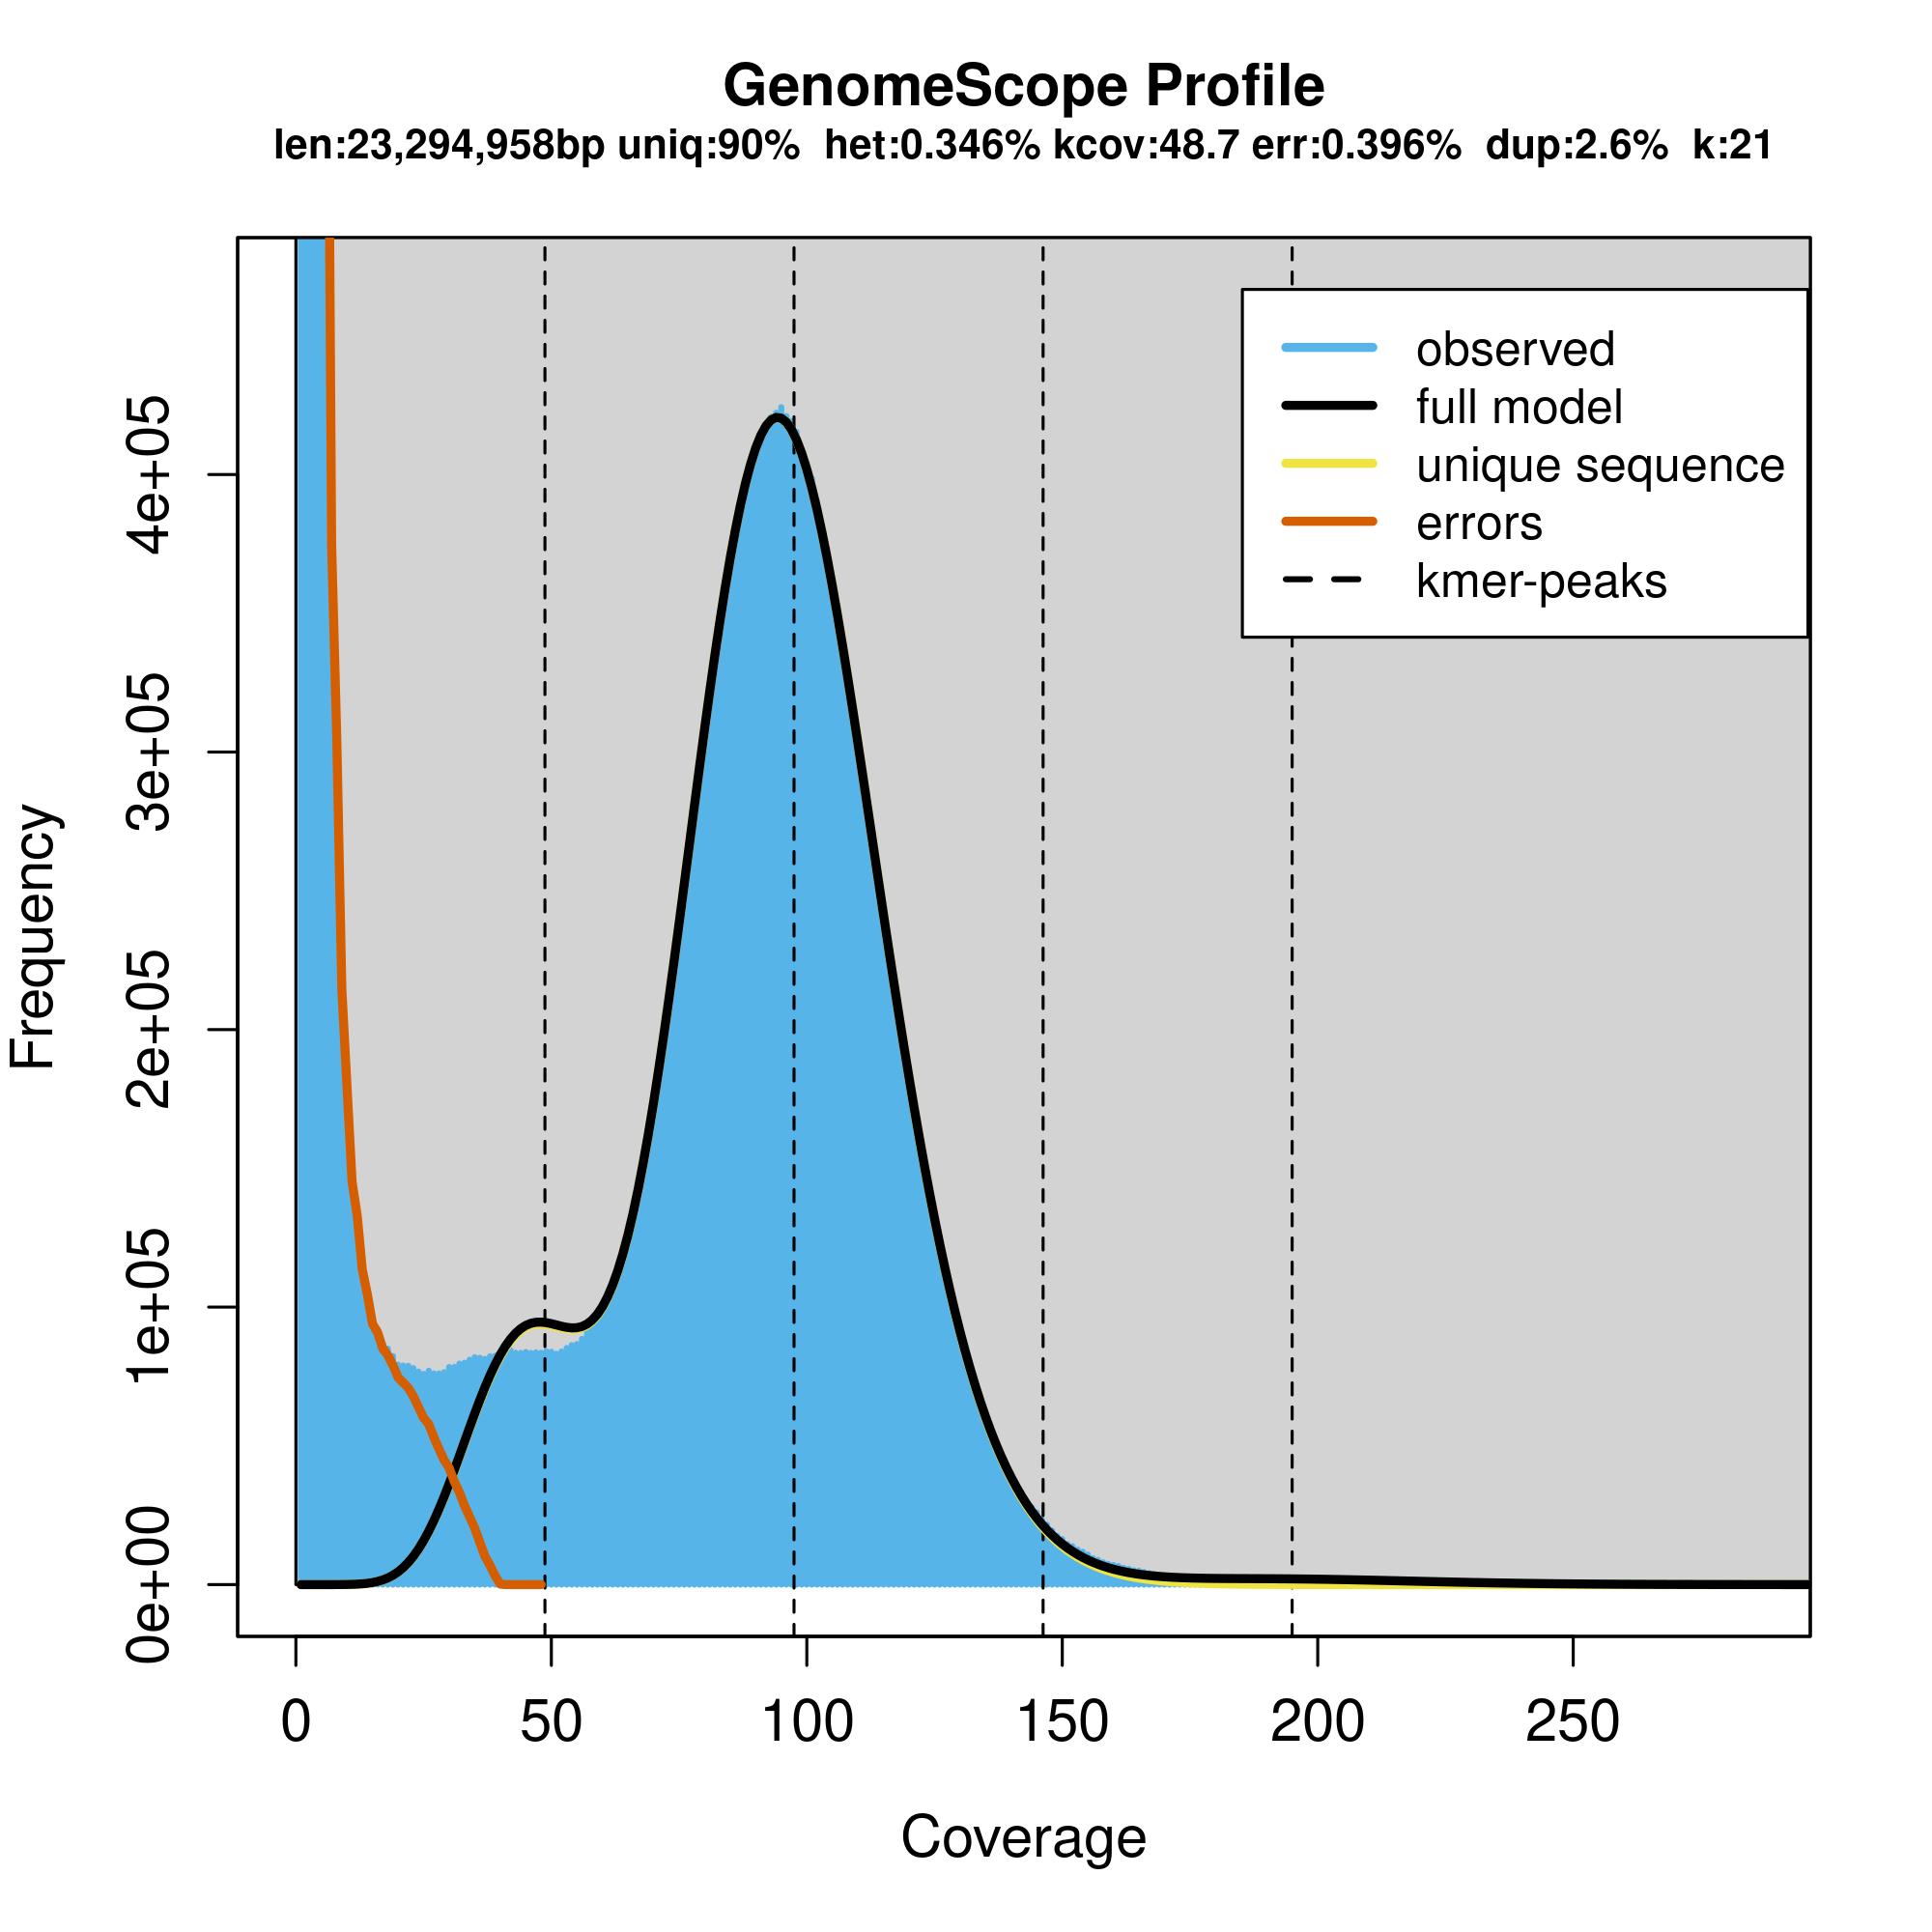 GenomeScope Profile
len:23,294,958bp uniq:90% het:0.346% kcov:48.7 err:0.396% dup:2.6% k:21
observed
full model
unique sequence
errors
kmer-peaks
Frequency
4e+05
3e+05
2e+05
1e+05
0e+00
0 50 100 150 200 250
Coverage